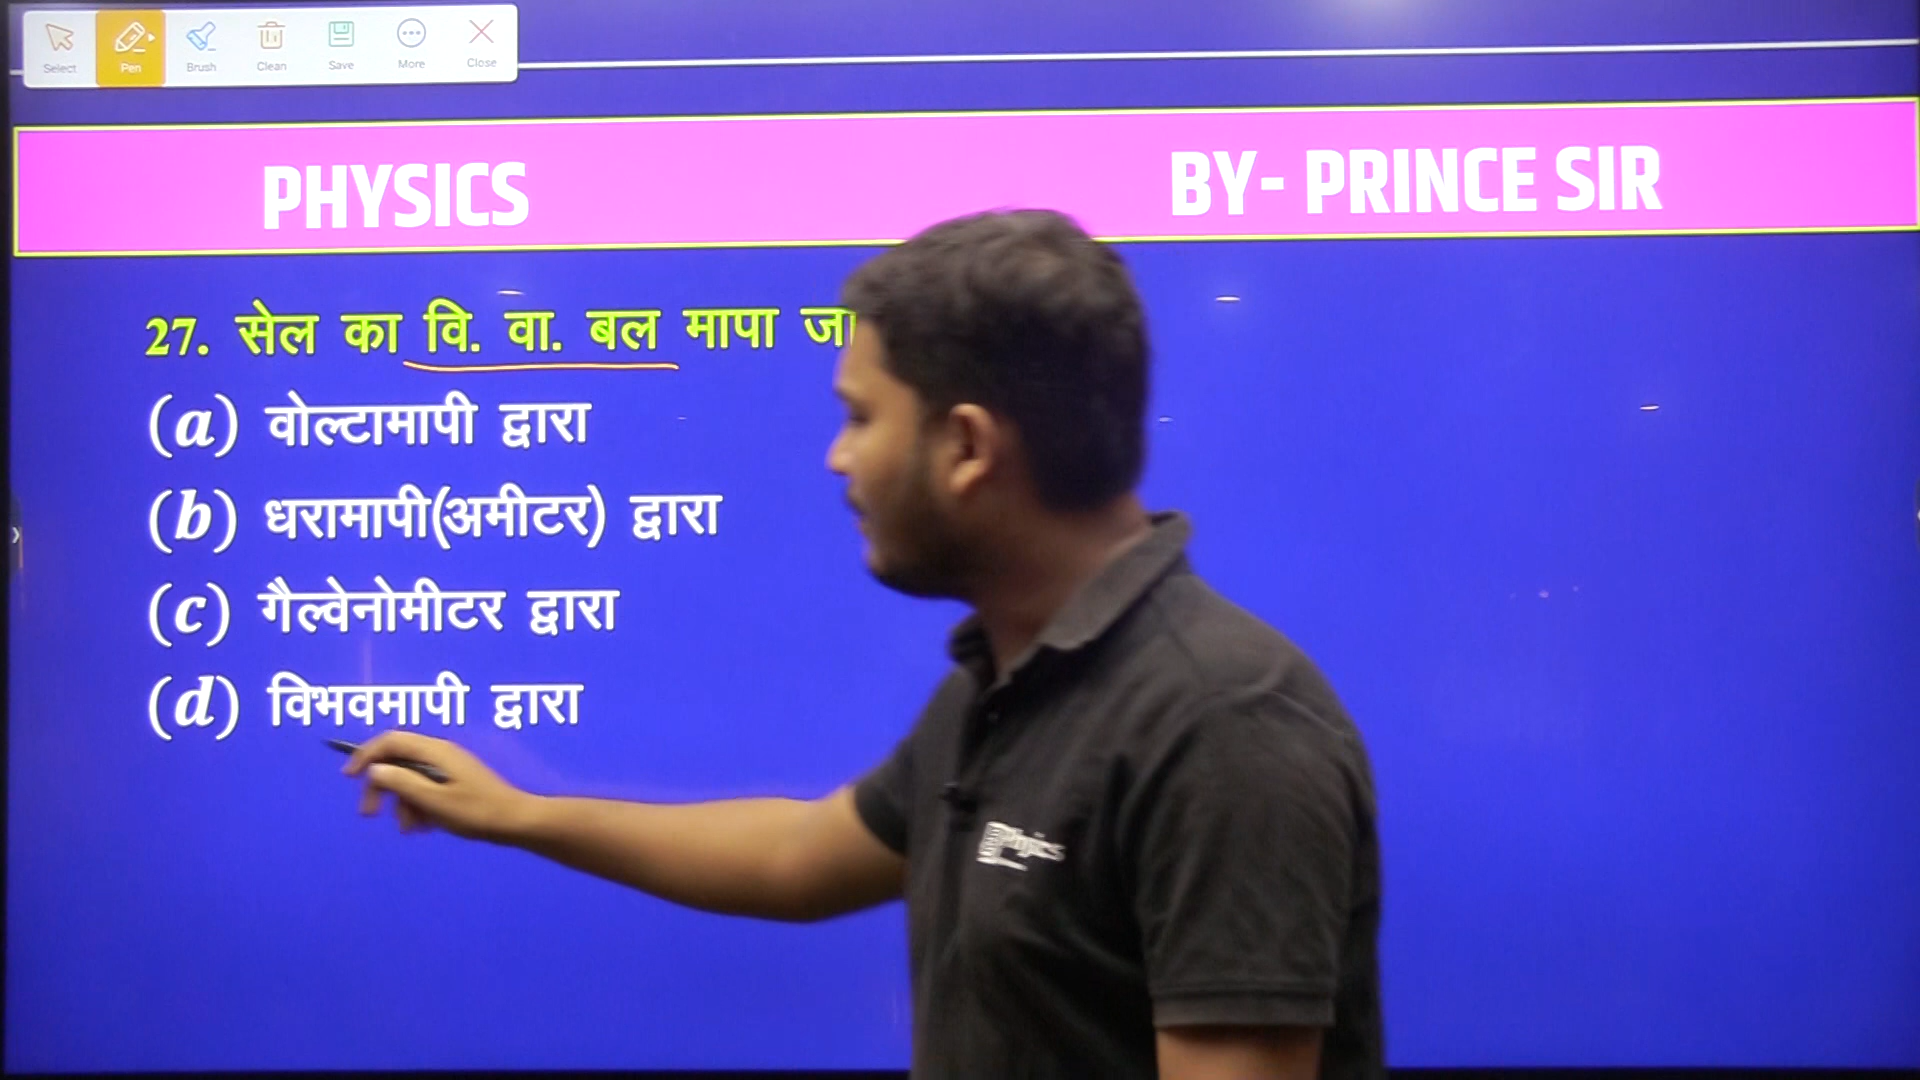 Select Pen Brush Clean Save More Close
PHYSICS BY- PRINCE SIR
27. सेल का वि. वा. बल मापा
(a) वोल्टामापी द्वारा
(b) धरामापी(अमीटर) द्वारा
(c) गैल्वेनोमीटर द्वारा
(d) विभवमापी द्वारा